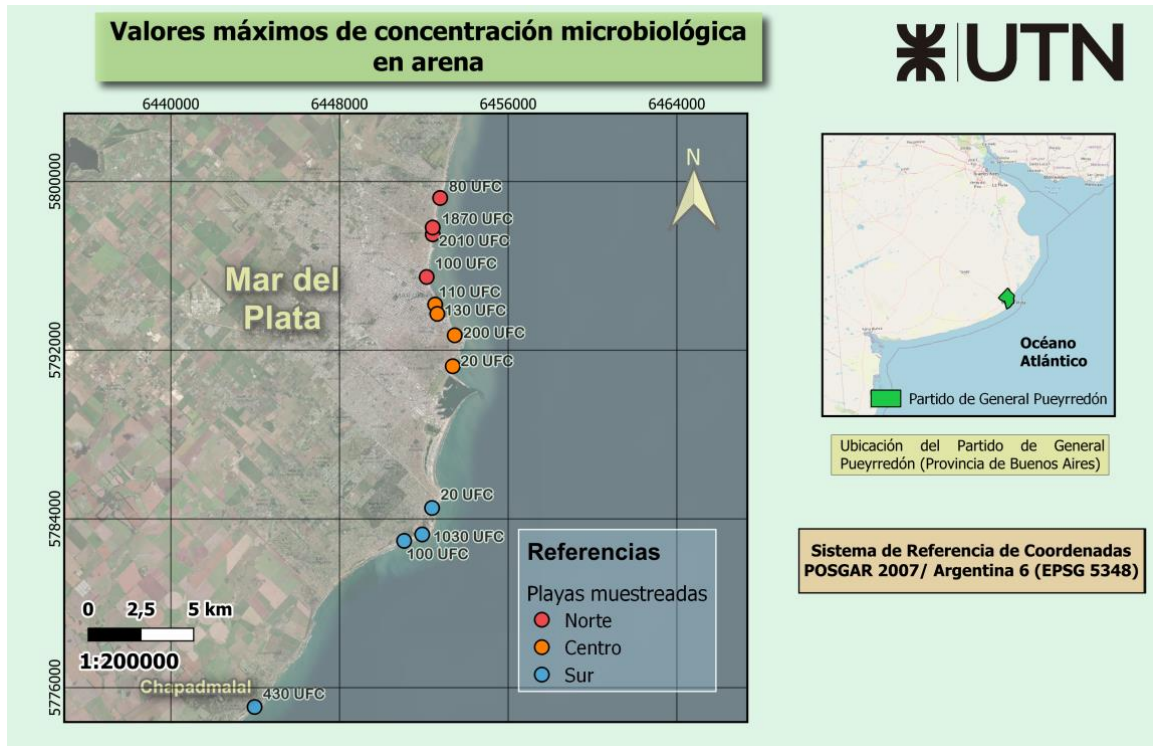 Valores máximos de concentración microbiológica
en arena
UTN
6440000
6448000
6456000
6464000
5800000
5792000
5784000
5776000
N
80 UFC
1870 UFC
2010 UFC
100 UFC
110 UFC
130 UFC
200 UFC
20 UFC
20 UFC
1030 UFC
100 UFC
430 UFC
Mar del
Plata
Chapadmalal
0 2,5 5 km
1:200000
Referencias
Playas muestreadas
Norte
Centro
Sur
Océano
Atlántico
Partido de General Pueyrredón
Ubicación del Partido de General
Pueyrredón (Provincia de Buenos Aires)
Sistema de Referencia de Coordenadas
POSGAR 2007/ Argentina 6 (EPSG 5348)